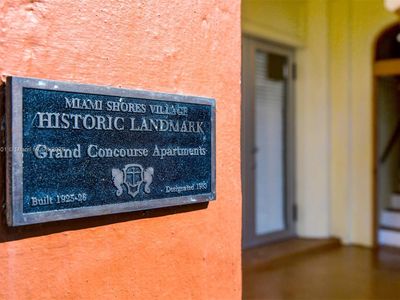 MIAMI SHORES VILLAGE
HISTORIC LANDMARK
Grand Concourse Apartments
Built 1925-26
Designated 1985